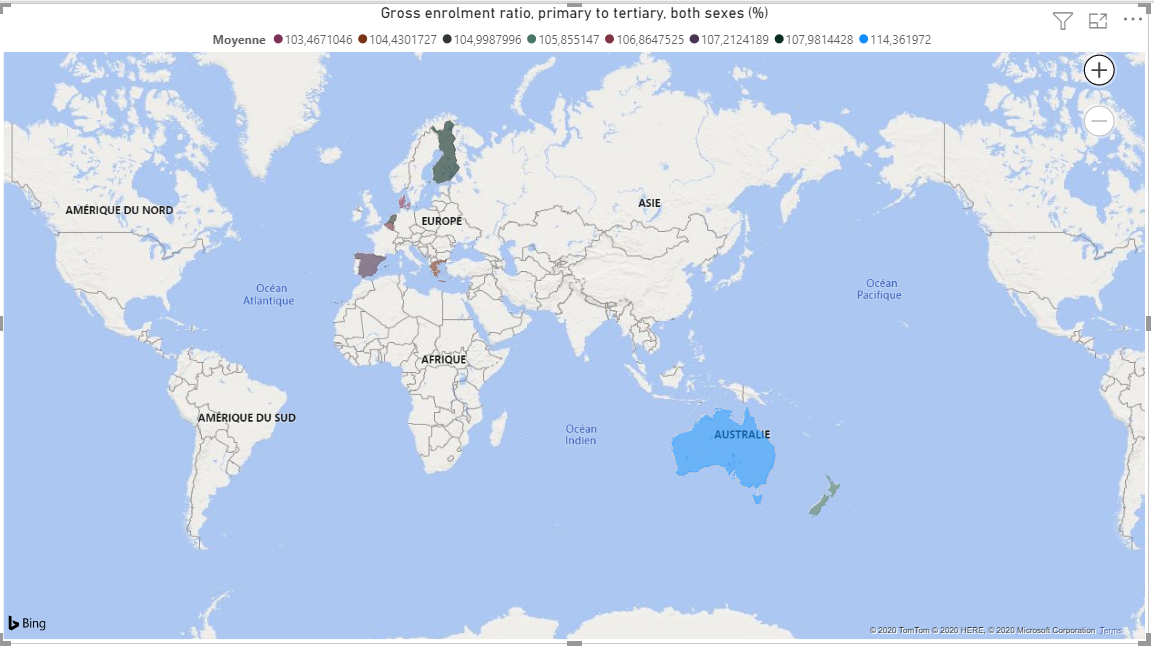 Gross enrolment ratio, primary to tertiary, both sexes (%)
Moyenne 103,4671046 104,4301727 104,9987996 105,855147 106,8647525 107,2124189 107,9814428 114,361972
ASIE
AMÉRIQUE DU NORD
EUROPE
Océan
Atlantique
Océan
Pacifique
AFRIQUE
AMÉRIQUE DU SUD
Océan
Indien
AUSTRALIE
Bing
© 2020 TomTom © 2020 HERE, © 2020 Microsoft Corporation Terms